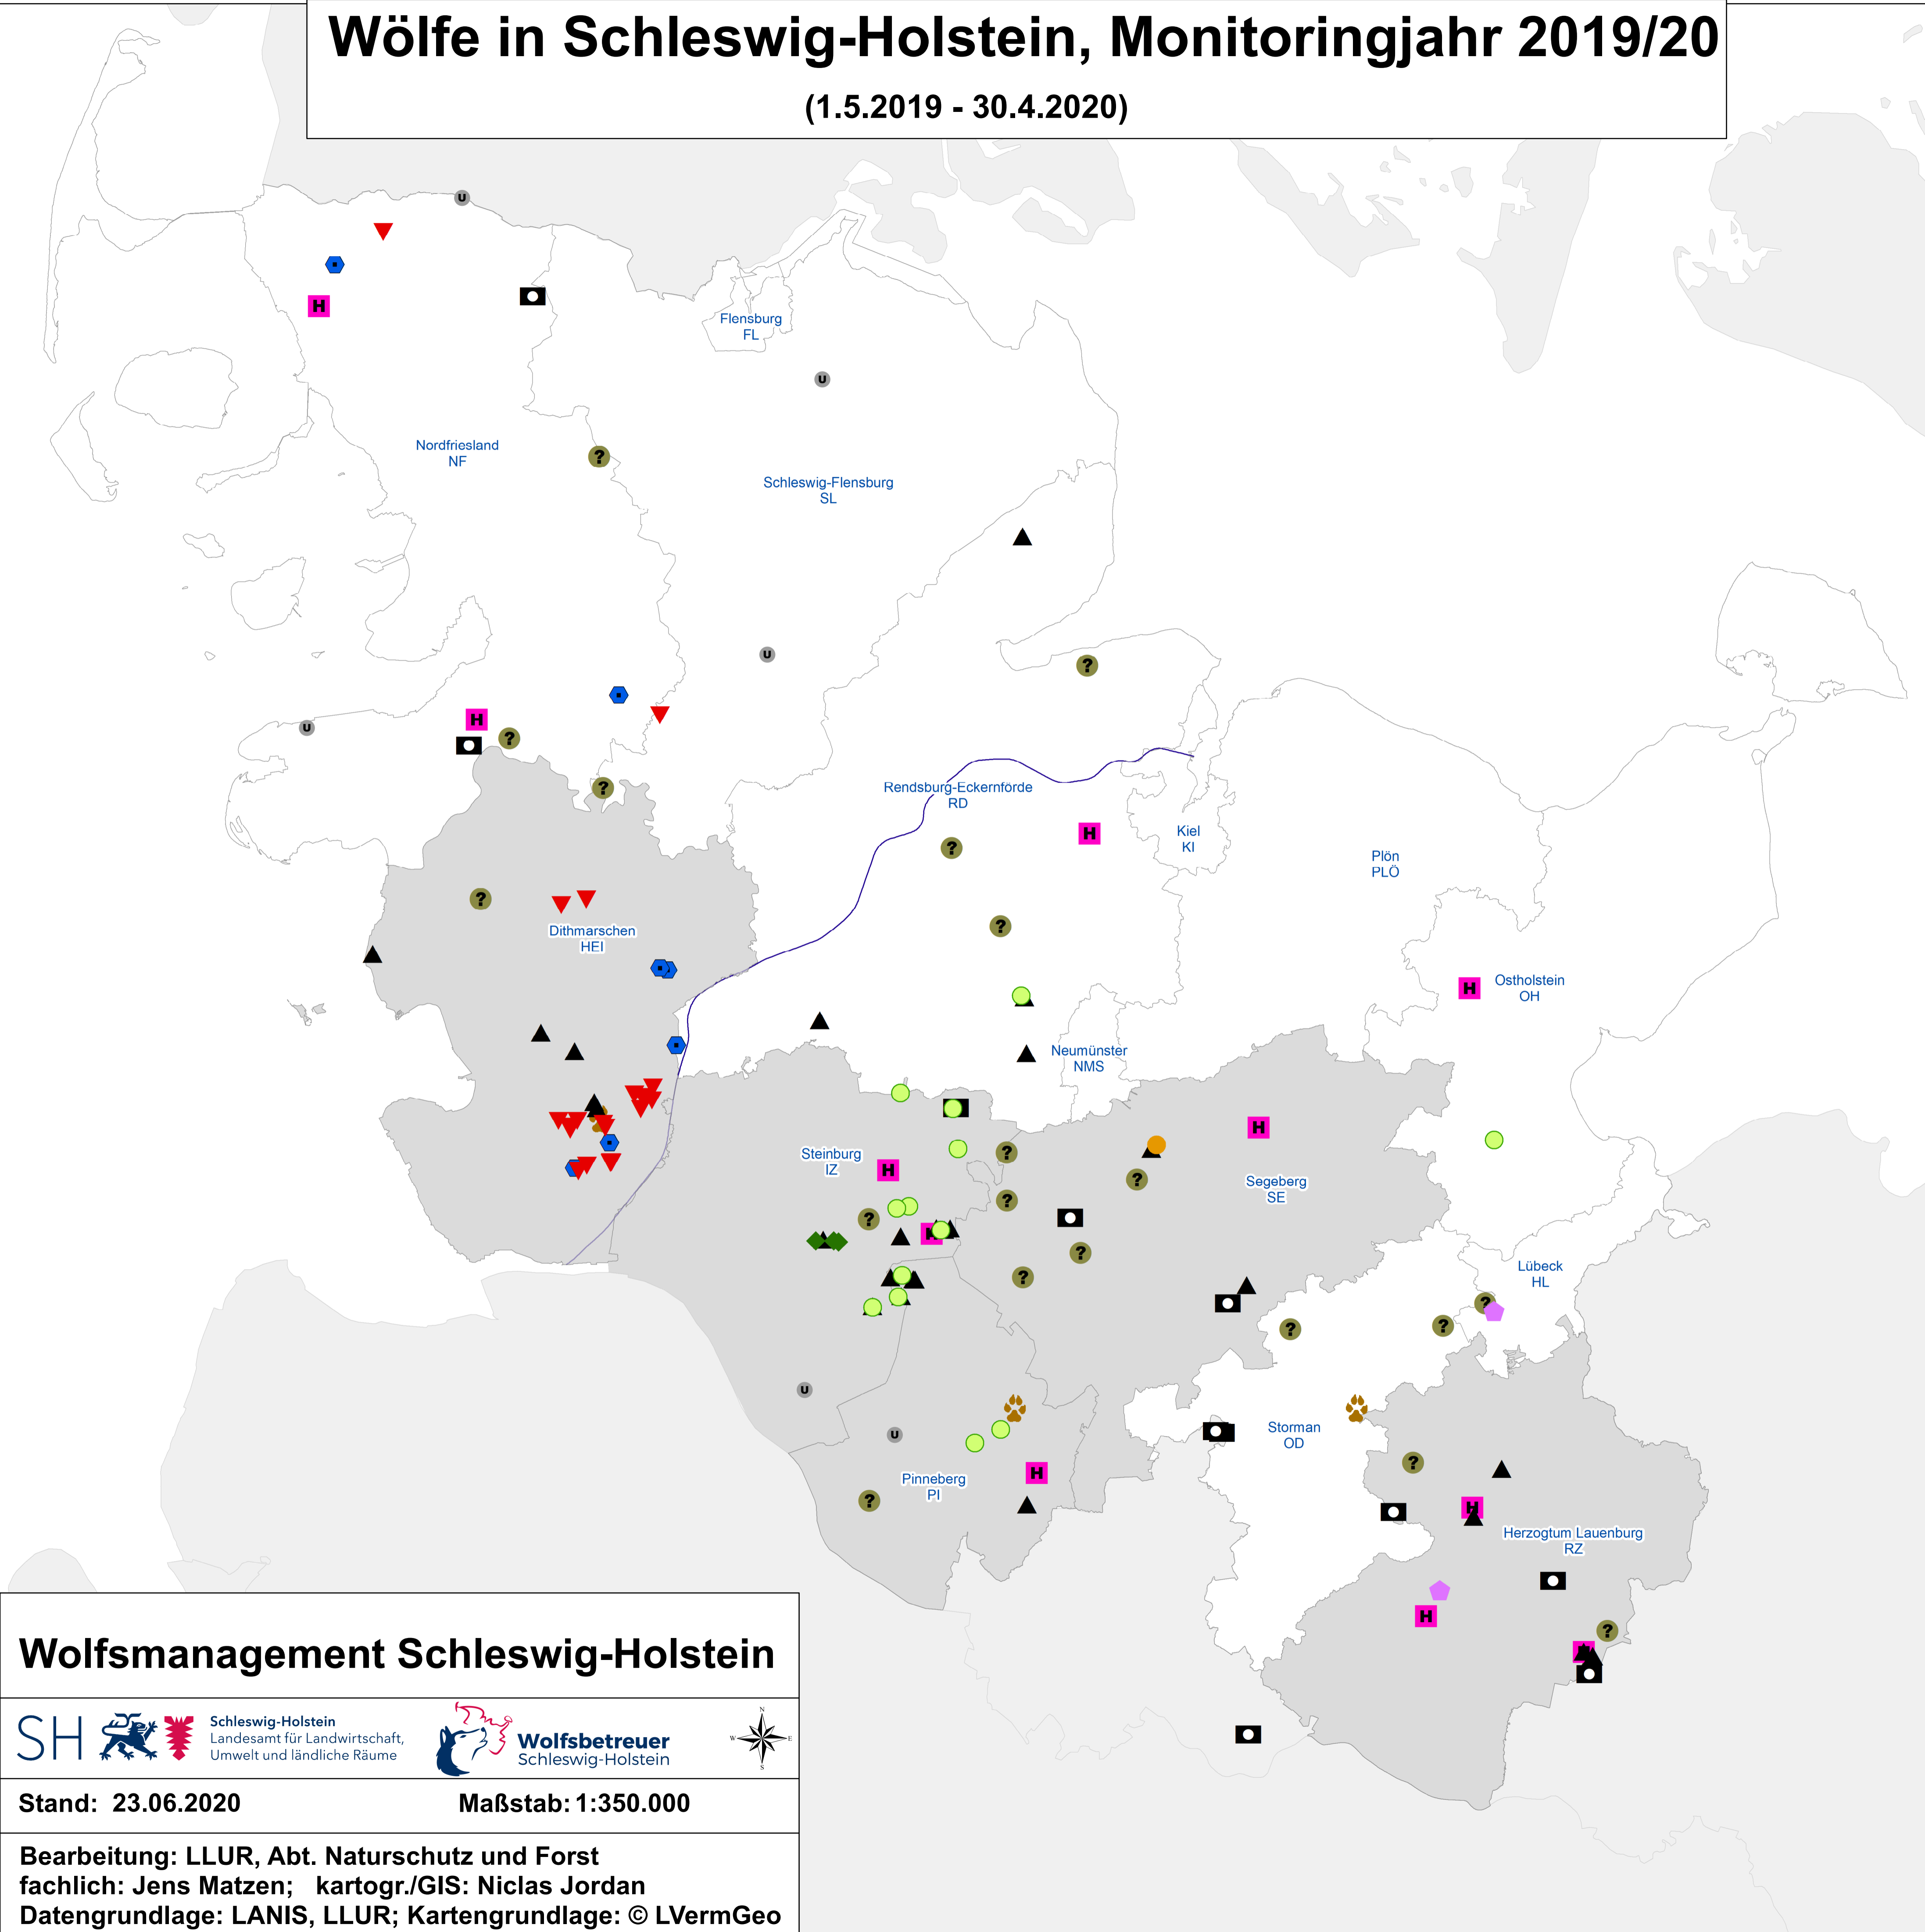 Wölfe in Schleswig-Holstein, Monitoringjahr 2019/20
(1.5.2019 - 30.4.2020)
U
H
Flensburg
FL
U
Nordfriesland
NF
?
Schleswig-Flensburg
SL
U
?
H
U
?
?
Rendsburg-Eckernförde
RD
H
Kiel
KI
?
Plön
PLÖ
?
Dithmarschen
HEI
?
H
Ostholstein
OH
Neumünster
NMS
H
?
Steinburg
IZ
H
?
Segeberg
SE
?
?
H
?
?
Lübeck
HL
?
?
?
U
U
Storman
OD
?
H
Pinneberg
PI
?
H
Herzogtum Lauenburg
RZ
H
?
Wolfsmanagement Schleswig-Holstein
SH
Schleswig-Holstein
Landesamt für Landwirtschaft,
Umwelt und ländliche Räume
Wolfsbetreuer
Schleswig-Holstein
N
W E
S
Stand: 23.06.2020 Maßstab: 1:350.000
Bearbeitung: LLUR, Abt. Naturschutz und Forst
fachlich: Jens Matzen; kartogr./GIS: Niclas Jordan
Datengrundlage: LANIS, LLUR; Kartengrundlage: © LVermGeo